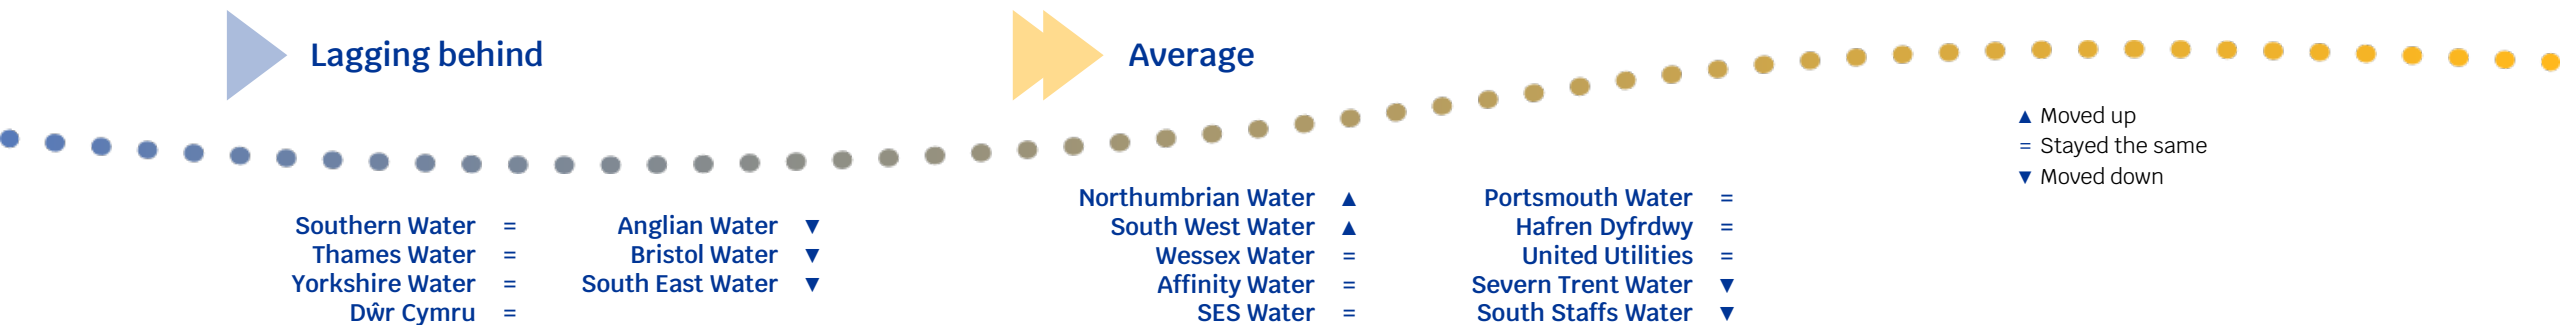 Lagging behind
Average
▲ Moved up
= Stayed the same
▼ Moved down
Southern Water =
Thames Water =
Yorkshire Water =
Dŵr Cymru =
Anglian Water ▼
Bristol Water ▼
South East Water ▼
Northumbrian Water ▲
South West Water ▲
Wessex Water =
Affinity Water =
SES Water =
Portsmouth Water =
Hafren Dyfrdwy =
United Utilities =
Severn Trent Water ▼
South Staffs Water ▼